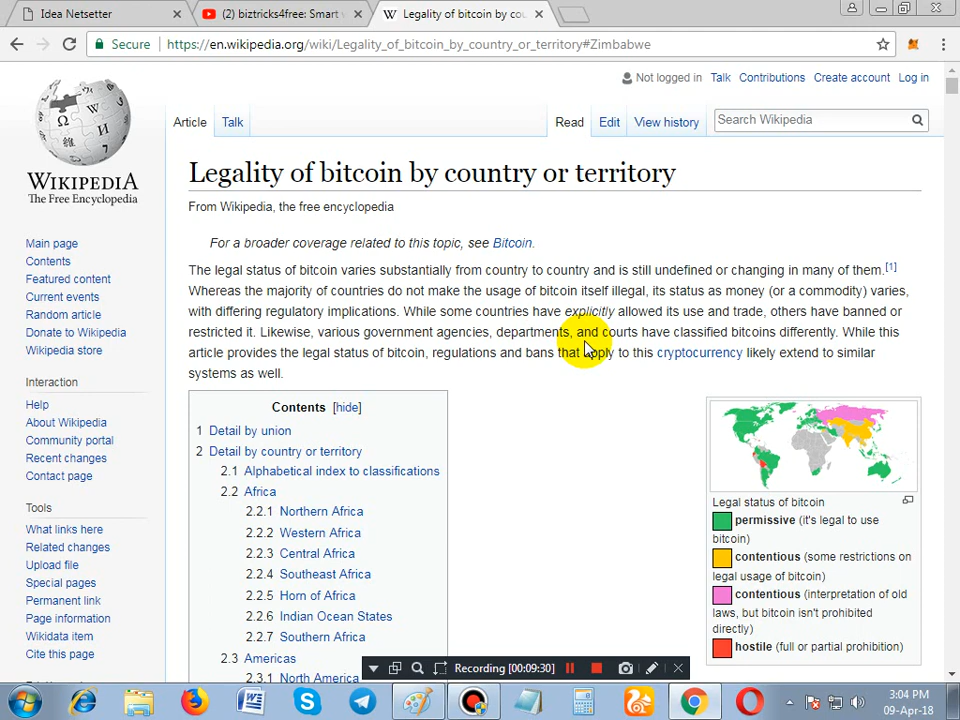 Idea Netsetter
(2) biztricks4free: Smart
Legality of bitcoin by cou
Secure
https://en.wikipedia.org/wiki/Legality_of_bitcoin_by_country_or_territory#Zimbabwe
Not logged in Talk Contributions Create account Log in
Article Talk Read Edit View history Search Wikipedia
WIKIPEDIA
The Free Encyclopedia
Main page
Contents
Featured content
Current events
Random article
Donate to Wikipedia
Wikipedia store
Interaction
Help
About Wikipedia
Community portal
Recent changes
Contact page
Tools
What links here
Related changes
Upload file
Special pages
Permanent link
Page information
Wikidata item
Cite this page
Legality of bitcoin by country or territory
From Wikipedia, the free encyclopedia
For a broader coverage related to this topic, see Bitcoin.
The legal status of bitcoin varies substantially from country to country and is still undefined or changing in many of them.[1]
Whereas the majority of countries do not make the usage of bitcoin itself illegal, its status as money (or a commodity) varies,
with differing regulatory implications. While some countries have explicitly allowed its use and trade, others have banned or
restricted it. Likewise, various government agencies, departments, and courts have classified bitcoins differently. While this
article provides the legal status of bitcoin, regulations and bans that apply to this cryptocurrency likely extend to similar
systems as well.
Contents [hide]
1 Detail by union
2 Detail by country or territory
2.1 Alphabetical index to classifications
2.2 Africa
2.2.1 Northern Africa
2.2.2 Western Africa
2.2.3 Central Africa
2.2.4 Southeast Africa
2.2.5 Horn of Africa
2.2.6 Indian Ocean States
2.2.7 Southern Africa
2.3 Americas
2.3.1 North America
Legal status of bitcoin
permissive (it's legal to use
bitcoin)
contentious (some restrictions on
legal usage of bitcoin)
contentious (interpretation of old
laws, but bitcoin isn't prohibited
directly)
hostile (full or partial prohibition)
Recording [00:09:30]
3:04 PM
09-Apr-18